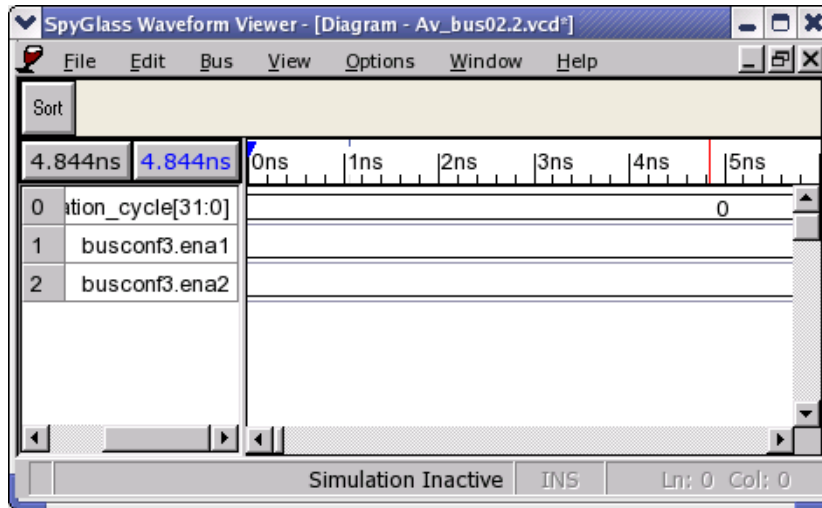 SpyGlass Waveform Viewer - [Diagram - Av_bus02.2.vcd*]
File Edit Bus View Options Window Help
Sort
4.844ns 4.844ns 0ns 1ns 2ns 3ns 4ns 5ns
0 ation_cycle[31:0] 0
1 busconf3.ena1
2 busconf3.ena2
Simulation Inactive INS Ln: 0 Col: 0